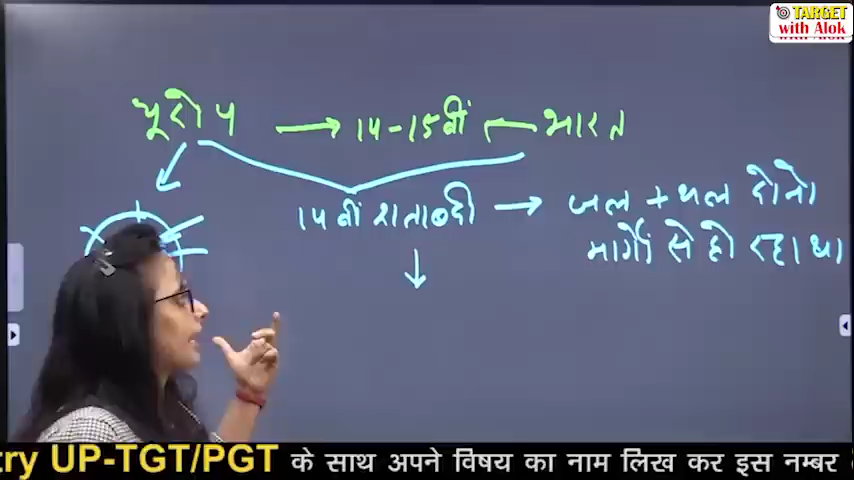 TARGET
with Alok
यूरोप → 14-15वीं ← भारत
14वीं शताब्दी → जल + थल दोनो
मार्गों से हो रहा था
try UP-TGT/PGT के साथ अपने विषय का नाम लिख कर इस नम्बर